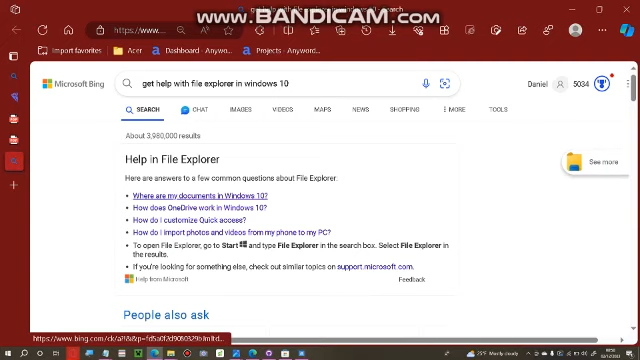 www.BANDICAM.com
https://www.
Import favorites
Acer
Dashboard - Anywo...
Projects - Anyword
Microsoft Bing
get help with file explorer in windows 10
Daniel
5034
SEARCH
CHAT
IMAGES
VIDEOS
MAPS
NEWS
SHOPPING
MORE
TOOLS
About 3,980,000 results
Help in File Explorer
See more
Here are answers to a few common questions about File Explorer:
• Where are my documents in Windows 10?
• How does OneDrive work in Windows 10?
• How do I customize Quick access?
• How do I import photos and videos from my phone to my PC?
• To open File Explorer, go to Start and type File Explorer in the search box. Select File Explorer in
the results.
• If you're looking for something else, check out similar topics on support.microsoft.com.
Help from Microsoft
Feedback
People also ask
25°F Mostly cloudy